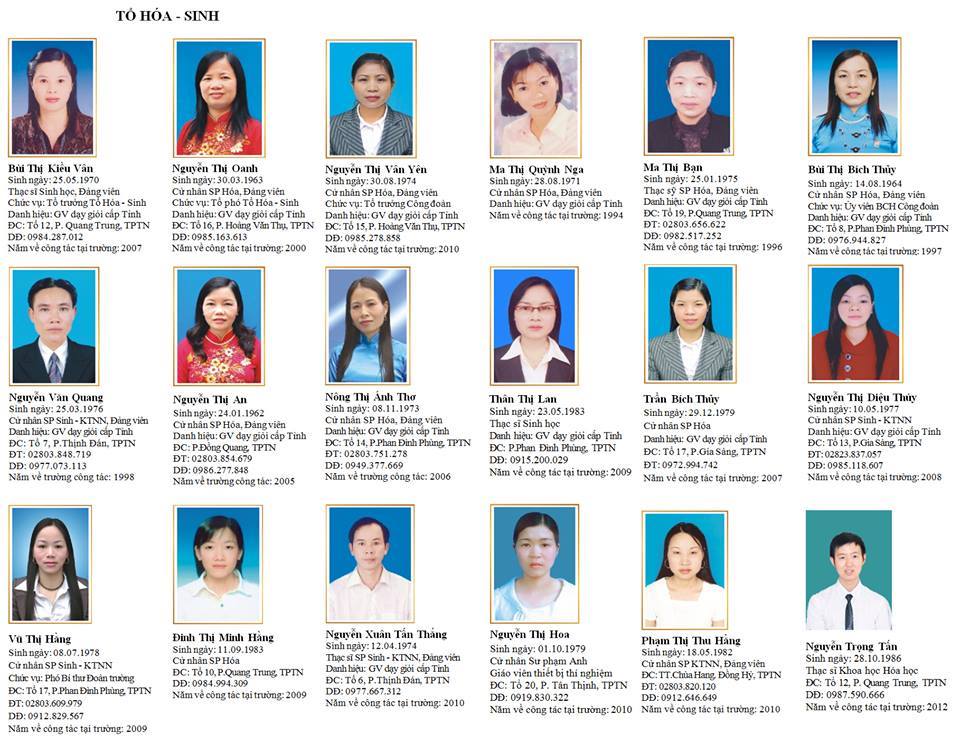 TỔ HÓA - SINH
Bùi Thị Kiều Vân
Sinh ngày: 25.05.1970
Thạc sĩ Sinh học, Đảng viên
Chức vụ: Tổ trưởng Tổ Hóa - Sinh
Danh hiệu: GV dạy giỏi cấp Tỉnh
ĐC: Tổ 12, P. Quang Trung, TPTN
DĐ: 0984.287.012
Năm về công tác tại trường: 2007
Nguyễn Thị Oanh
Sinh ngày: 30.03.1963
Cử nhân SP Hóa, Đảng viên
Chức vụ: Tổ phó Tổ Hóa - Sinh
Danh hiệu: GV dạy giỏi cấp Tỉnh
ĐC: Tổ 16, P. Hoàng Văn Thụ, TPTN
DĐ: 0985.163.613
Năm về công tác tại trường: 2000
Nguyễn Thị Vân Yên
Sinh ngày: 30.08.1974
Cử nhân SP Hóa, Đảng viên
Chức vụ: Tổ trưởng Công đoàn
Danh hiệu: GV dạy giỏi cấp Tỉnh
ĐC: Tổ 15, P. Hoàng Văn Thụ, TPTN
DĐ: 0985.278.858
Năm về công tác tại trường: 2010
Ma Thị Quỳnh Nga
Sinh ngày: 28.08.1971
Cử nhân SP Hóa, Đảng viên
Danh hiệu: GV dạy giỏi cấp Tỉnh
Năm về công tác tại trường: 1994
Ma Thị Bạn
Sinh ngày: 25.01.1975
Thạc sỹ SP Hóa, Đảng viên
Danh hiệu: GV dạy giỏi cấp Tỉnh
ĐC: Tổ 19, P.Quang Trung, TPTN
ĐT: 02803.656.622
DĐ: 0982.517.252
Năm về công tác tại trường: 1996
Bùi Thị Bích Thủy
Sinh ngày: 14.08.1964
Cử nhân SP Hóa, Đảng viên
Chức vụ: Ủy viên BCH Công đoàn
Danh hiệu: GV dạy giỏi cấp Tỉnh
ĐC: Tổ 8, P.Phan Đình Phùng, TPTN
DĐ: 0976.944.827
Năm về công tác tại trường: 1997
Nguyễn Văn Quang
Sinh ngày: 25.03.1976
Cử nhân SP Sinh - KTNN, Đảng viên
Danh hiệu: GV dạy giỏi cấp Tỉnh
ĐC: Tổ 7, P.Thịnh Đán, TPTN
ĐT: 02803.848.719
DĐ: 0977.073.113
Năm về trường công tác: 1998
Nguyễn Thị An
Sinh ngày: 24.01.1962
Cử nhân SP Hóa, Đảng viên
Danh hiệu: GV dạy giỏi cấp Tỉnh
ĐC: P.Đồng Quang, TPTN
ĐT: 02803.854.679
DĐ: 0986.277.848
Năm về công tác tại trường: 2005
Nông Thị Ánh Thơ
Sinh ngày: 08.11.1973
Cử nhân SP Hóa, Đảng viên
Danh hiệu: GV dạy giỏi cấp Tỉnh
ĐC: Tổ 14, P.Phan Đình Phùng, TPTN
ĐT: 02803.751.278
DĐ: 0949.377.669
Năm về trường công tác: 2006
Thân Thị Lan
Sinh ngày: 23.05.1983
Thạc sĩ Sinh học
Danh hiệu: GV dạy giỏi cấp Tỉnh
ĐC: P.Phan Đình Phùng, TPTN
DĐ: 0915.200.029
Năm về công tác tại trường: 2009
Trần Bích Thủy
Sinh ngày: 29.12.1979
Cử nhân SP Hóa
Danh hiệu: GV dạy giỏi cấp Tỉnh
ĐC: Tổ 17, P.Gia Sáng, TPTN
ĐT: 0972.994.742
Năm về công tác tại trường: 2007
Nguyễn Thị Diệu Thúy
Sinh ngày: 10.05.1977
Cử nhân SP Sinh - KTNN
Danh hiệu: GV dạy giỏi cấp Tỉnh
ĐC: Tổ 13, P.Gia Sàng, TPTN
ĐT: 02823.837.057
DĐ: 0985.118.607
Năm về công tác tại trường: 2008
Vũ Thị Hằng
Sinh ngày: 08.07.1978
Cử nhân SP Sinh - KTNN
Chức vụ: Phó Bí thư Đoàn trường
ĐC: Tổ 17, P.Phan Đình Phùng, TPTN
ĐT: 02803.609.979
DĐ: 0912.829.567
Năm về công tác tại trường: 2009
Đinh Thị Minh Hằng
Sinh ngày: 11.09.1983
Cử nhân SP Hóa
ĐC: Tổ 10, P.Quang Trung, TPTN
DĐ: 0984.994.309
Năm về công tác tại trường: 2009
Nguyễn Xuân Tấn Thắng
Sinh ngày: 12.04.1974
Thạc sĩ SP Sinh - KTNN, Đảng viên
Danh hiệu: GV dạy giỏi cấp Tỉnh
ĐC: Tổ 6, P.Thịnh Đán, TPTN
DĐ: 0977.667.312
Năm về công tác tại trường: 2010
Nguyễn Thị Hoa
Sinh ngày: 01.10.1979
Cử nhân Sư phạm Anh
Giáo viên thiết bị thí nghiệm
ĐC: Tổ 20, P. Tân Thịnh, TPTN
DĐ: 0919.830.322
Năm về công tác tại trường: 2010
Phạm Thị Thu Hằng
Sinh ngày: 18.05.1982
Cử nhân SP KTNN, Đảng viên
ĐC:TT.Chùa Hang, Đồng Hỷ, TPTN
ĐT: 02803.820.120
DĐ: 0912.646.649
Năm về công tác tại trường: 2010
Nguyễn Trọng Tấn
Sinh ngày: 28.10.1986
Thạc sĩ Khoa học Hóa học
ĐC: Tổ 12, P. Quang Trung, TPTN
DĐ: 0987.590.666
Năm về công tác tại trường: 2012